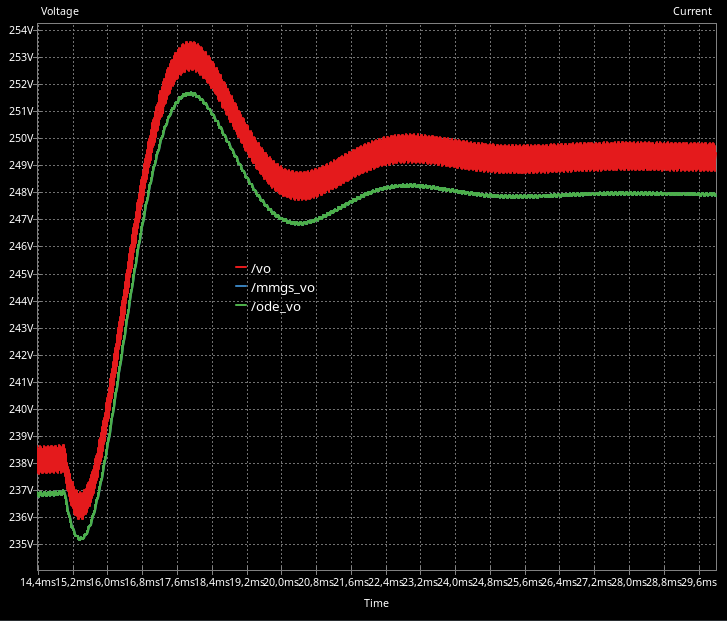 Voltage Current
254V
253V
252V
251V
250V
249V
248V
247V
246V
245V
244V
243V
242V
241V
240V
239V
238V
237V
236V
235V
/vo
/mmgs_vo
/ode_vo
14,4ms 15,2ms 16,0ms 16,8ms 17,6ms 18,4ms 19,2ms 20,0ms 20,8ms 21,6ms 22,4ms 23,2ms 24,0ms 24,8ms 25,6ms 26,4ms 27,2ms 28,0ms 28,8ms 29,6ms
Time